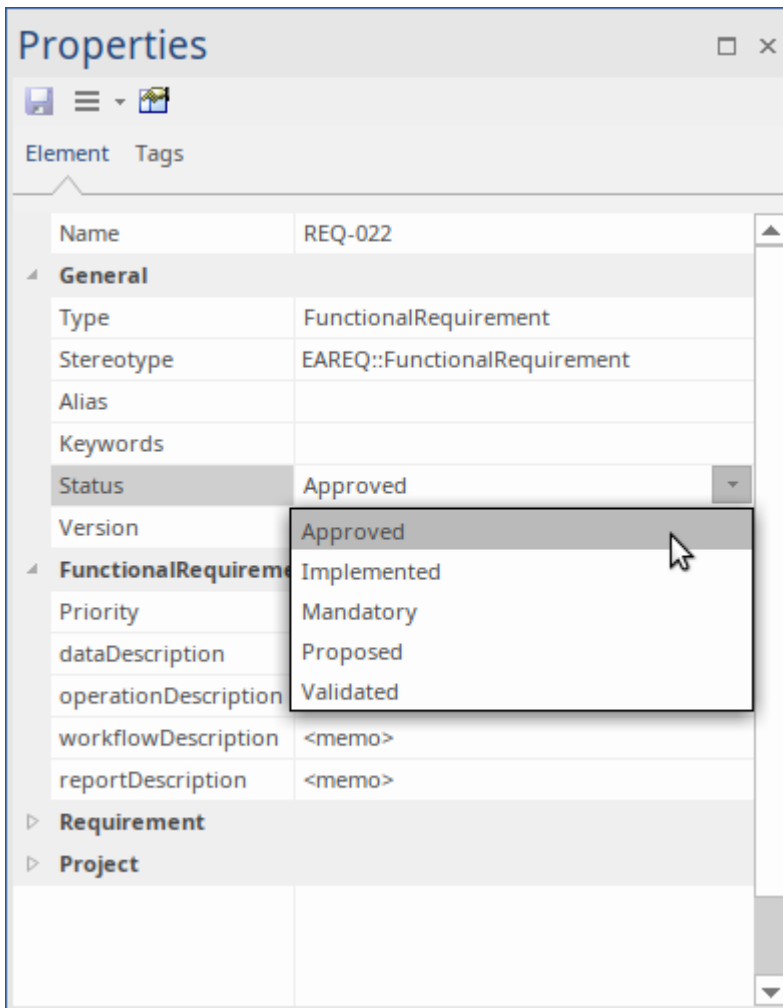 Properties
Element Tags
Name REQ-022
General
Type FunctionalRequirement
Stereotype EAREQ::FunctionalRequirement
Alias
Keywords
Status Approved
Version
Approved
FunctionalRequireme
Implemented
Priority
Mandatory
dataDescription
Proposed
operationDescription
Validated
workflowDescription <memo>
reportDescription <memo>
Requirement
Project